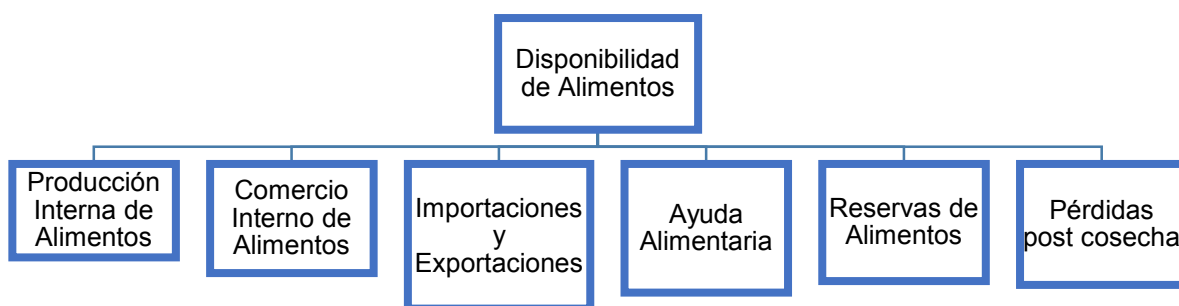 Disponibilidad
de Alimentos
Producción
Interna de
Alimentos
Comercio
Interno de
Alimentos
Importaciones
y
Exportaciones
Ayuda
Alimentaria
Reservas de
Alimentos
Pérdidas
post cosecha